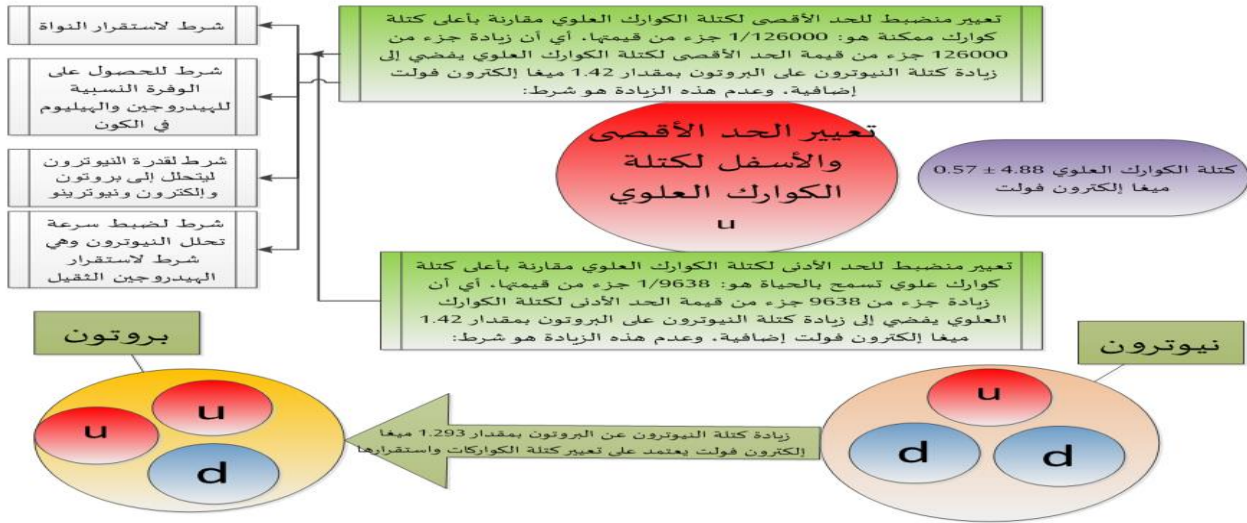 تعيير منضبط للحد الأقصى لكتلة الكوارك العلوي مقارنة بأعلى كتلة
كوارك ممكنة هو: 1/126000 جزء من قيمتها. أي أن زيادة جزء من
126000 جزء من قيمة الحد الأقصى لكتلة الكوارك العلوي يفضي إلى
زيادة كتلة النيوترون على البروتون بمقدار 1.42 ميغا إلكترون فولت
إضافية. وعدم هذه الزيادة هو شرط:
شرط لاستقرار النواة
شرط للحصول على
الوفرة النسبية
للهيدروجين والهيليوم
في الكون
شرط لقدرة النيوترون
ليتحلل إلى بروتون
وإلكترون ونيوترينو
شرط لضبط سرعة
تحلل النيوترون وهي
شرط لاستقرار
الهيدروجين الثقيل
تعيير الحد الأقصى
والأسفل لكتلة
الكوارك العلوي
u
كتلة الكوارك العلوي 4.88 ± 0.57
ميغا إلكترون فولت
تعيير منضبط للحد الأدنى لكتلة الكوارك العلوي مقارنة بأعلى كتلة
كوارك علوي تسمح بالحياة هو: 1/9638 جزء من قيمتها. أي أن
زيادة جزء من 9638 جزء من قيمة الحد الأدنى لكتلة الكوارك
العلوي يفضي إلى زيادة كتلة النيوترون على البروتون بمقدار 1.42
ميغا إلكترون فولت إضافية. وعدم هذه الزيادة هو شرط:
نيوترون
u
d
d
زيادة كتلة النيوترون عن البروتون بمقدار 1.293 ميغا
إلكترون فولت يعتمد على تعيير كتلة الكواركات واستقرارها
بروتون
u
u
d